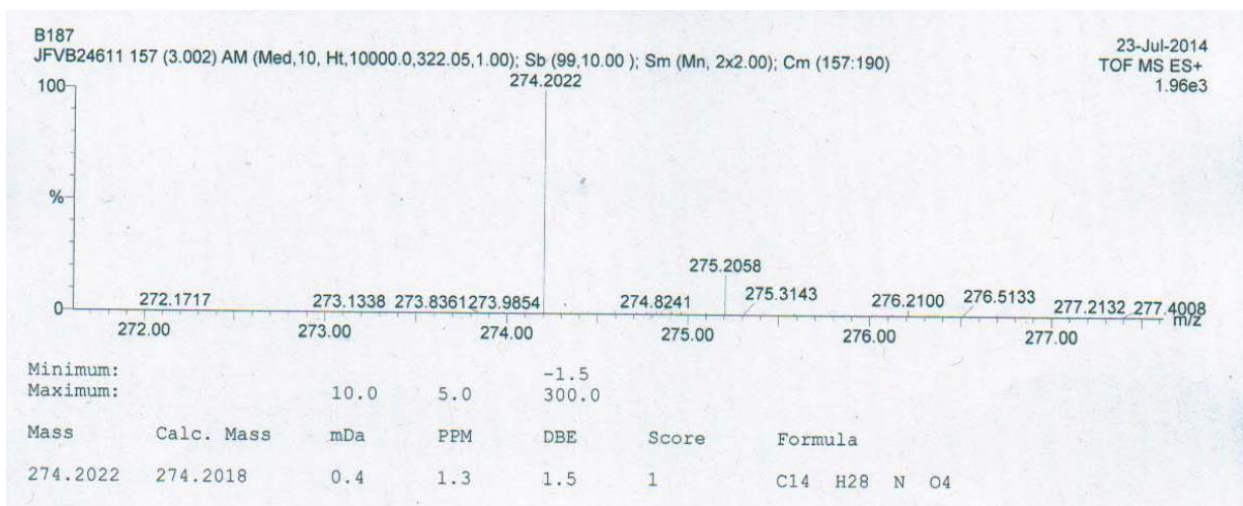 B187
JFVB24611 157 (3.002) AM (Med,10, Ht,10000.0,322.05,1.00); Sb (99,10.00 ); Sm (Mn, 2x2.00); Cm (157:190)
23-Jul-2014
TOF MS ES+
1.96e3
100
274.2022
%
275.2058
0
272.1717 273.1338 273.8361 273.9854 274.8241 275.3143 276.2100 276.5133 277.2132 277.4008
m/z
272.00 273.00 274.00 275.00 276.00 277.00
Minimum: -1.5
Maximum: 10.0 5.0 300.0
Mass Calc. Mass mDa PPM DBE Score Formula
274.2022 274.2018 0.4 1.3 1.5 1 C14 H28 N O4